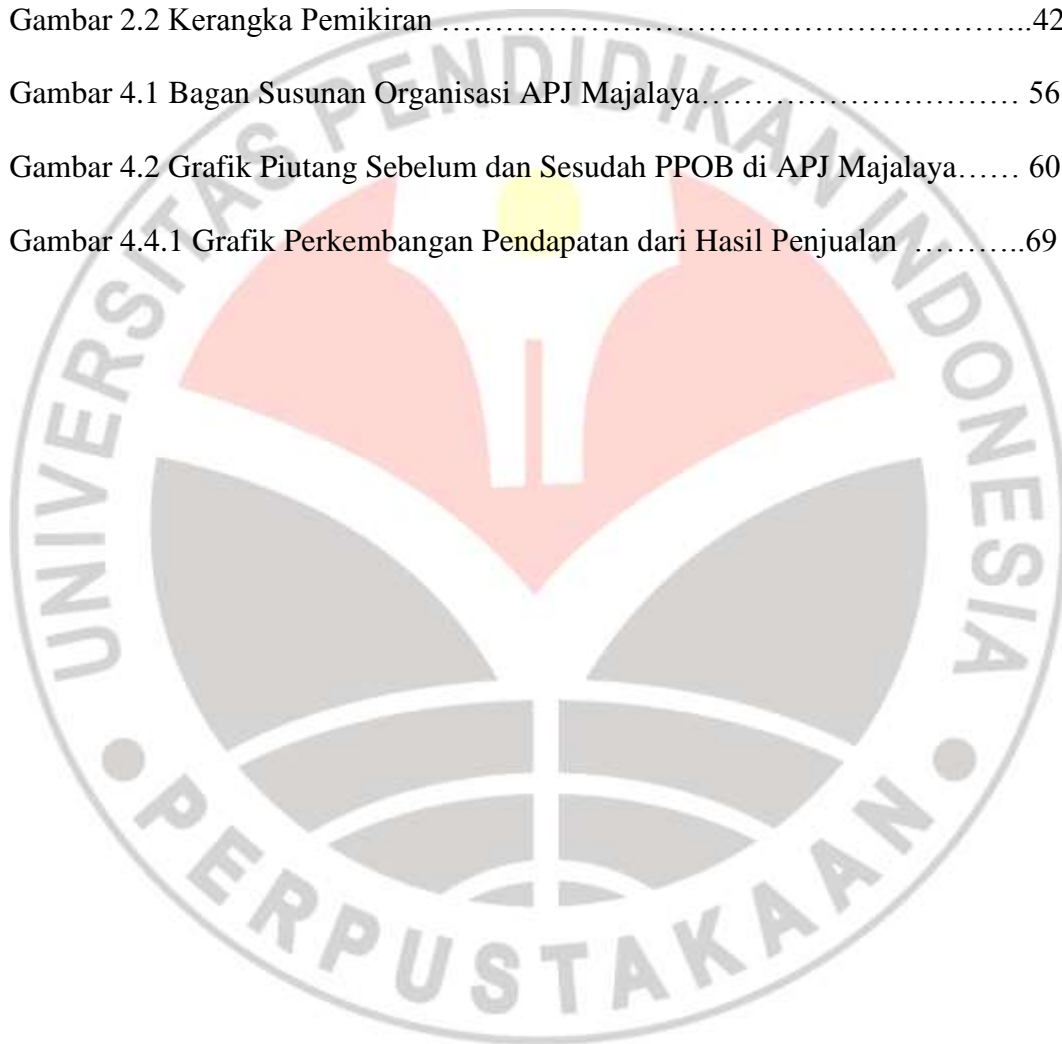 Gambar 2.2 Kerangka Pemikiran …………………………………………………..42
Gambar 4.1 Bagan Susunan Organisasi APJ Majalaya………………………… 56
Gambar 4.2 Grafik Piutang Sebelum dan Sesudah PPOB di APJ Majalaya…… 60
Gambar 4.4.1 Grafik Perkembangan Pendapatan dari Hasil Penjualan ………..69
UNIVERSITAS PENDIDIKAN INDONESIA
PERPUSTAKAAN